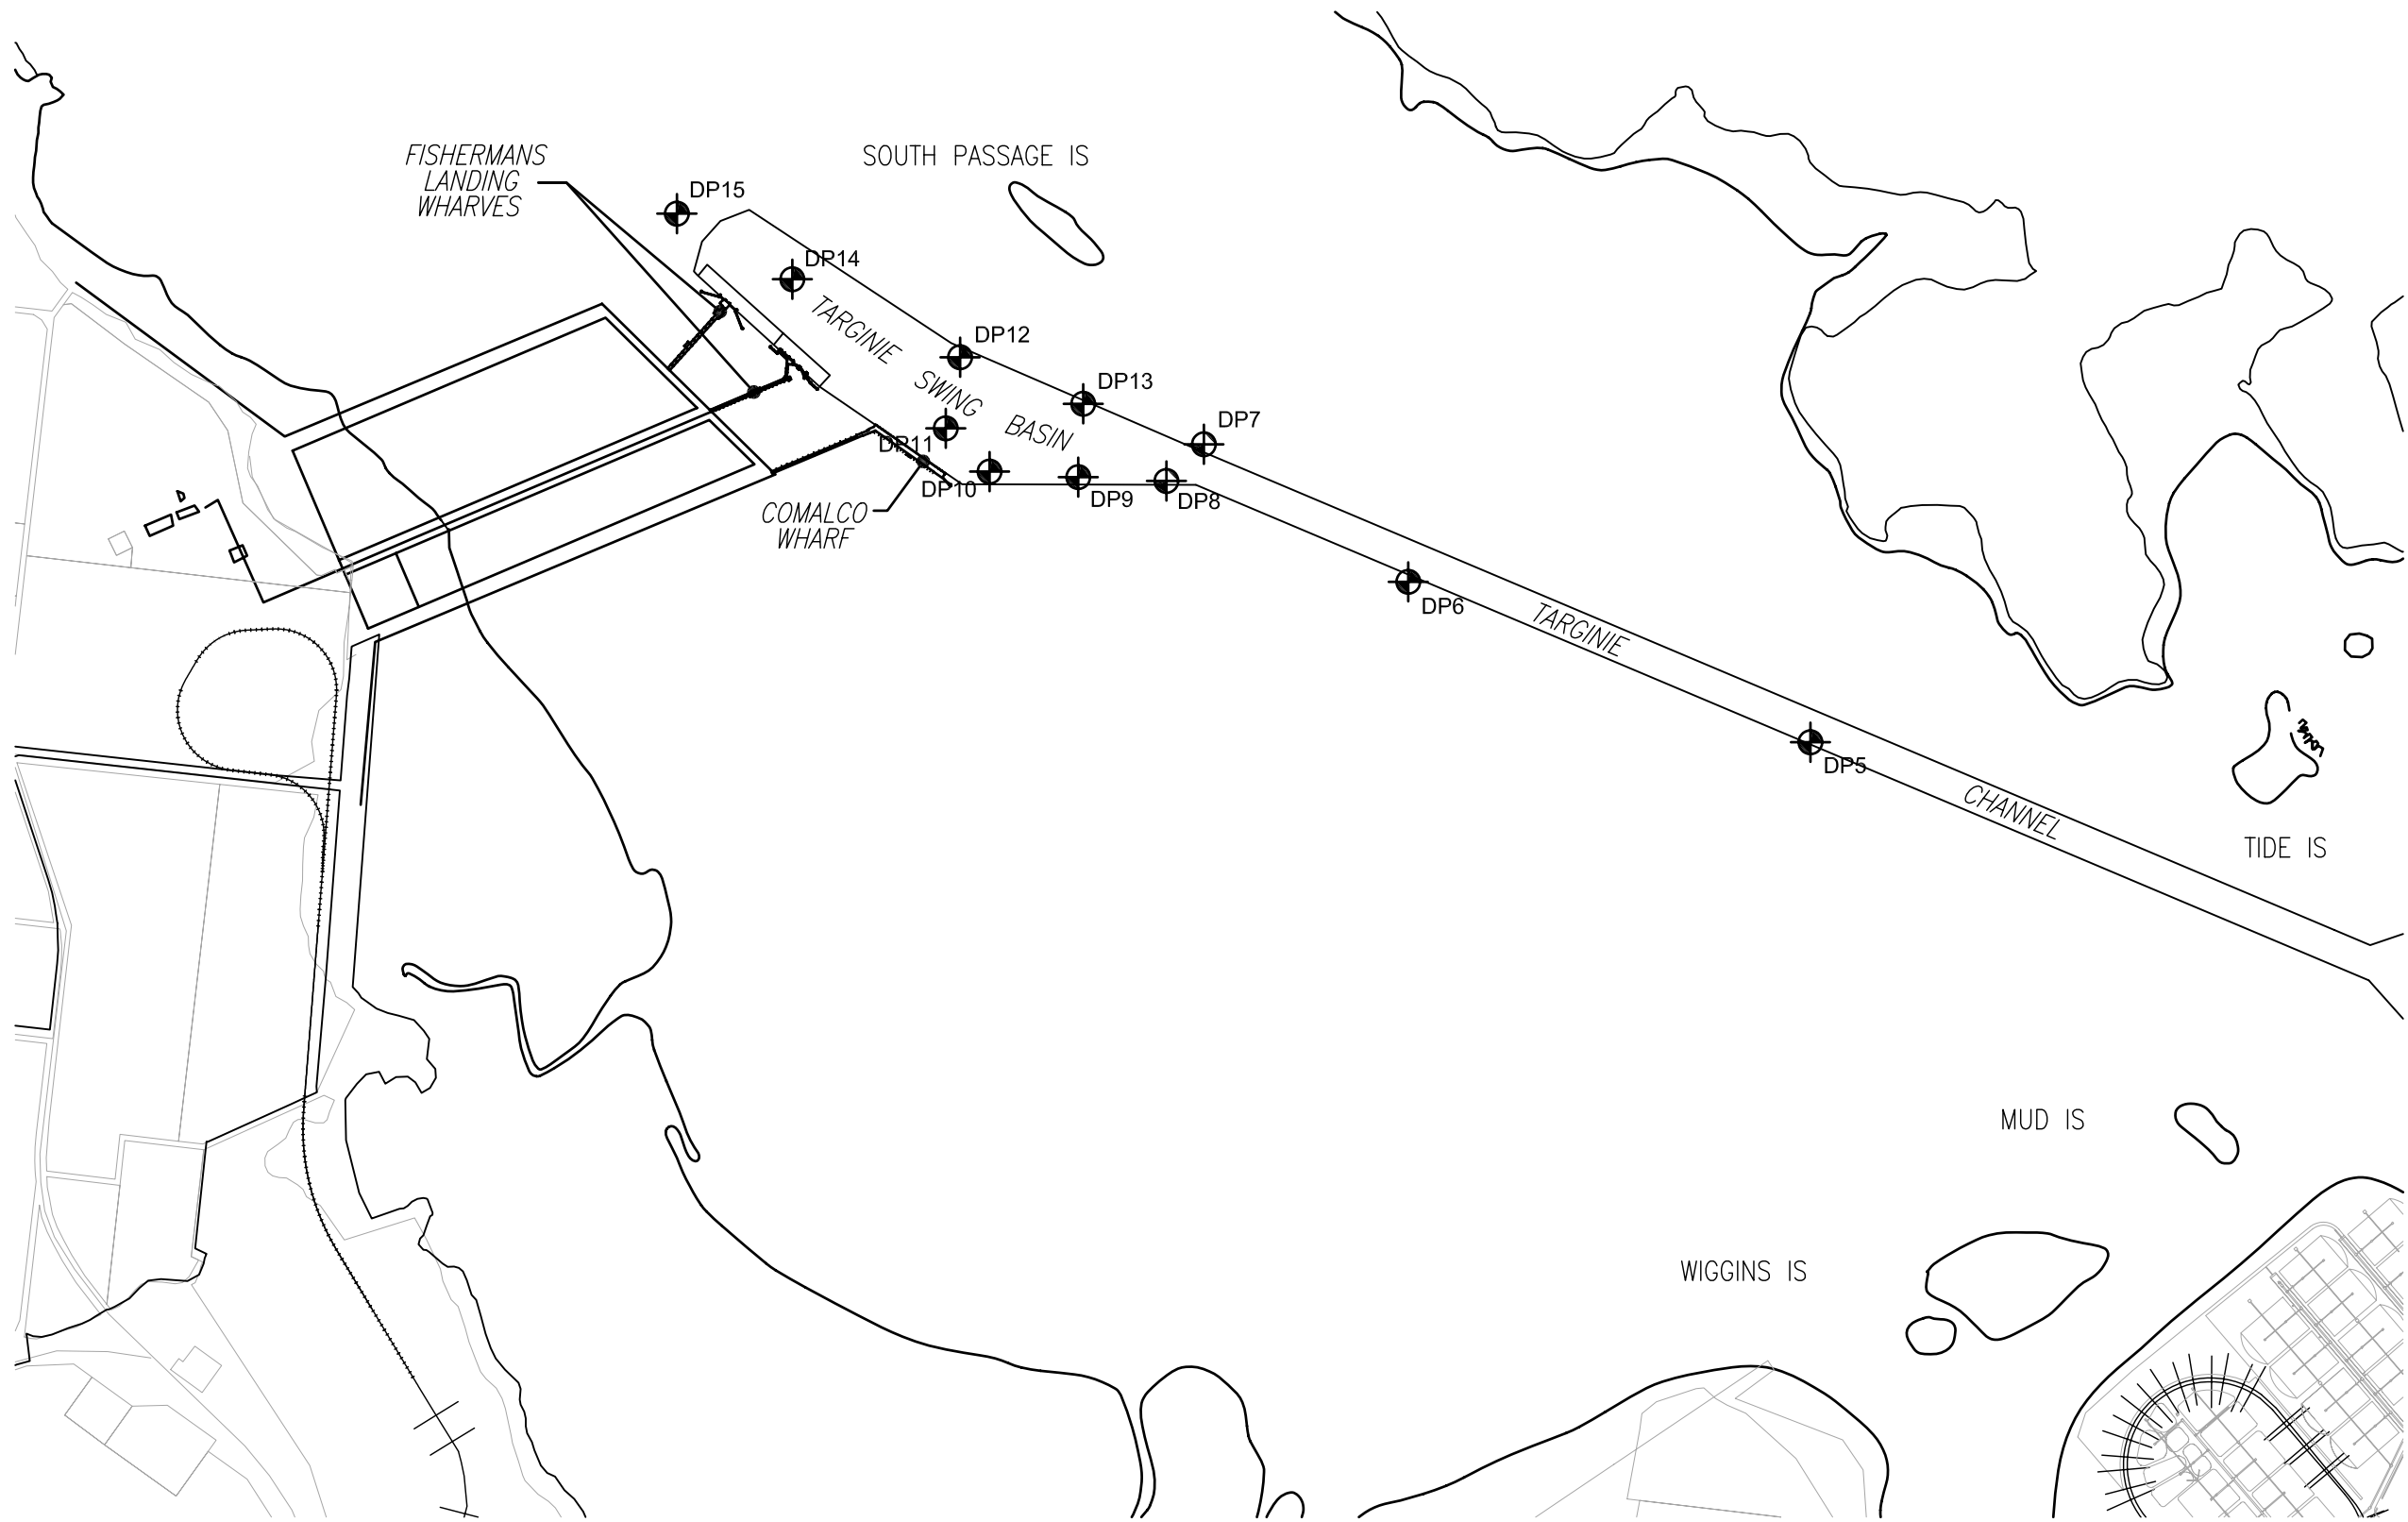 FISHERMANS
LANDING
WHARVES
SOUTH PASSAGE IS
DP15
DP14
TARGINIE SWING BASIN
DP12
DP13
DP7
DP11
DP10
DP9
DP8
COMALCO
WHARF
DP6
TARGINIE CHANNEL
DP5
TIDE IS
MUD IS
WIGGINS IS